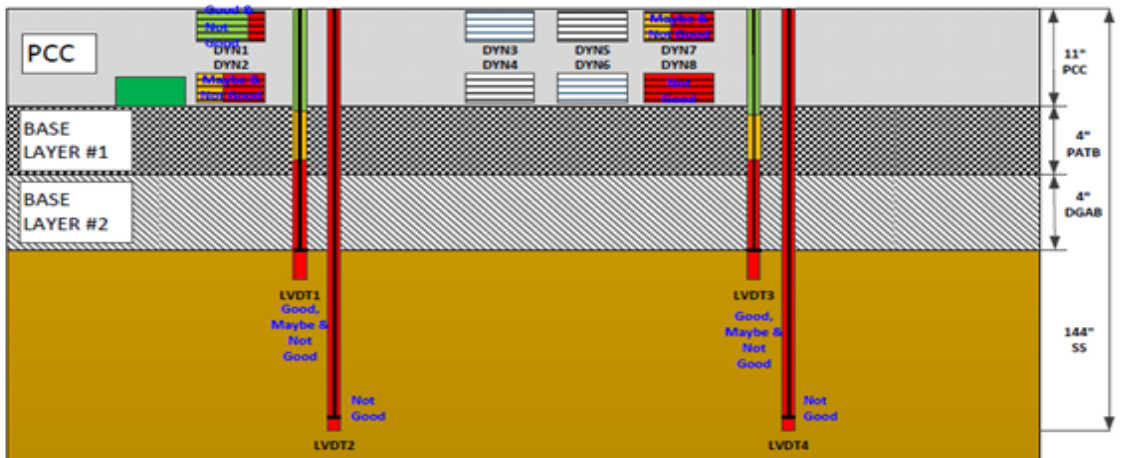 PCC
Good &
Not
Good
DYN1
DYN2
Maybe &
Not Good
DYN3
DYN4
DYN5
DYN6
Maybe &
Not Good
DYN7
DYN8
Not
Good
11"
PCC
BASE
LAYER #1
4"
PATB
BASE
LAYER #2
4"
DGAB
LVDT1
Good,
Maybe &
Not
Good
LVDT3
Good,
Maybe &
Not
Good
144"
SS
Not
Good
LVDT2
Not
Good
LVDT4